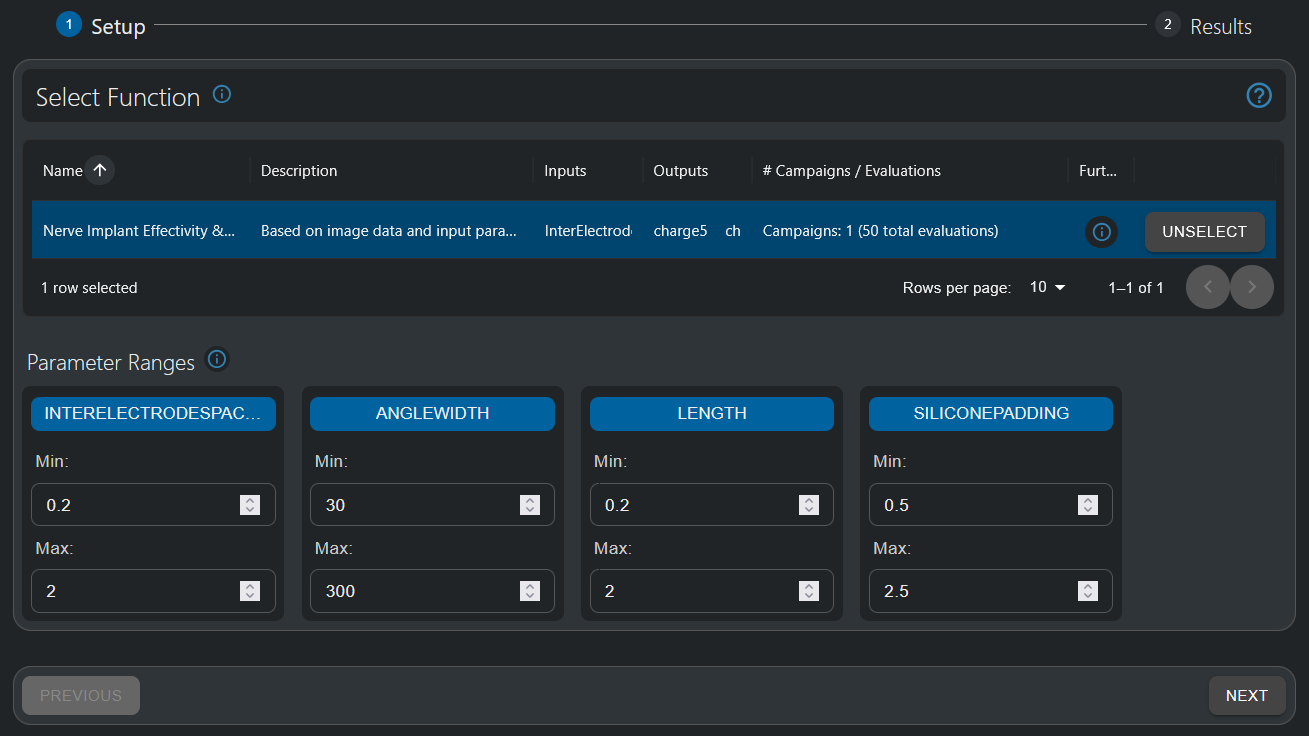 1 Setup 2 Results
Select Function
Name Description Inputs Outputs # Campaigns / Evaluations Furt...
Nerve Implant Effectivity &... Based on image data and input para... InterElectrod charge5 ch Campaigns: 1 (50 total evaluations) UNSELECT
1 row selected Rows per page: 10 1–1 of 1
Parameter Ranges
INTERELECTRODESPAC... ANGLEWIDTH LENGTH SILICONEPADDING
Min: Min: Min: Min:
0.2 30 0.2 0.5
Max: Max: Max: Max:
2 300 2 2.5
PREVIOUS NEXT